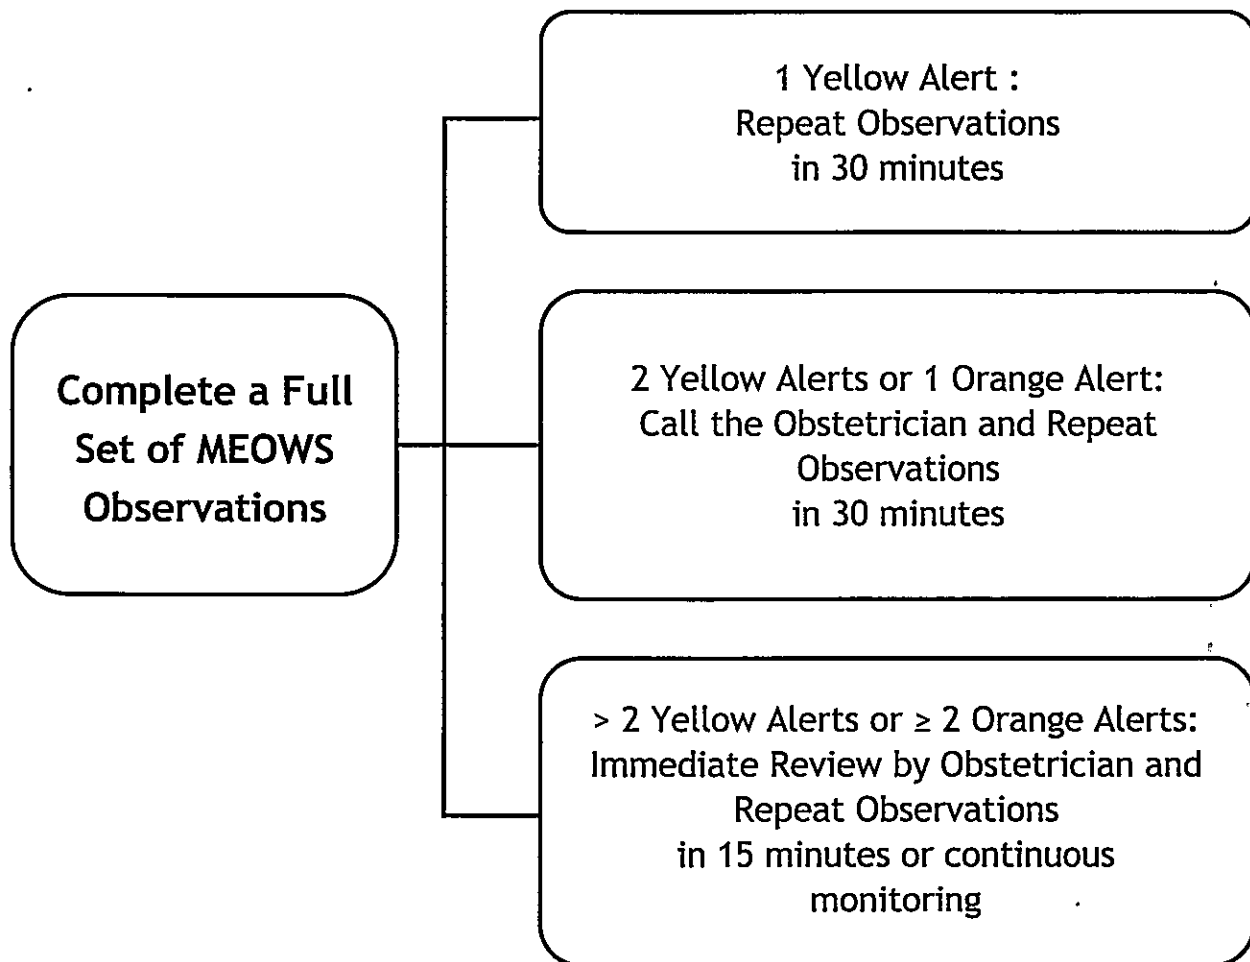 Complete a Full
Set of MEOWS
Observations
1 Yellow Alert :
Repeat Observations
in 30 minutes
2 Yellow Alerts or 1 Orange Alert:
Call the Obstetrician and Repeat
Observations
in 30 minutes
> 2 Yellow Alerts or ≥ 2 Orange Alerts:
Immediate Review by Obstetrician and
Repeat Observations
in 15 minutes or continuous
monitoring